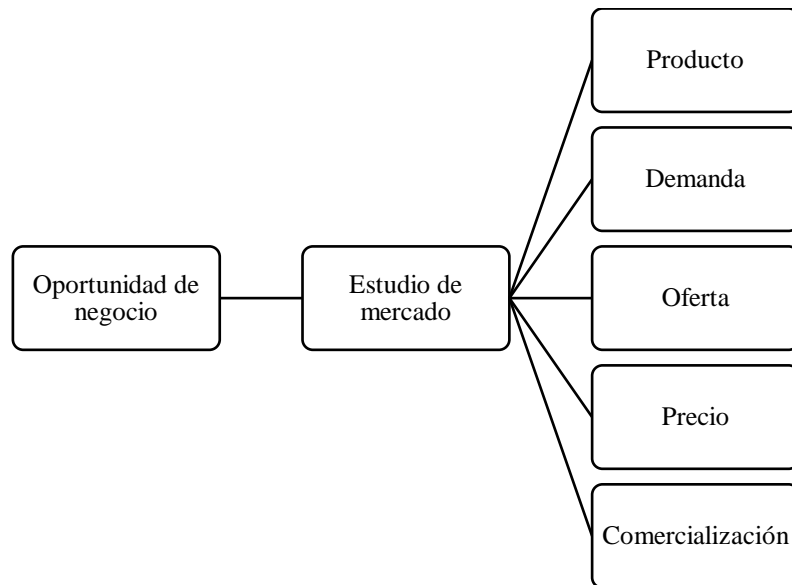 Oportunidad de
negocio
Estudio de
mercado
Producto
Demanda
Oferta
Precio
Comercialización